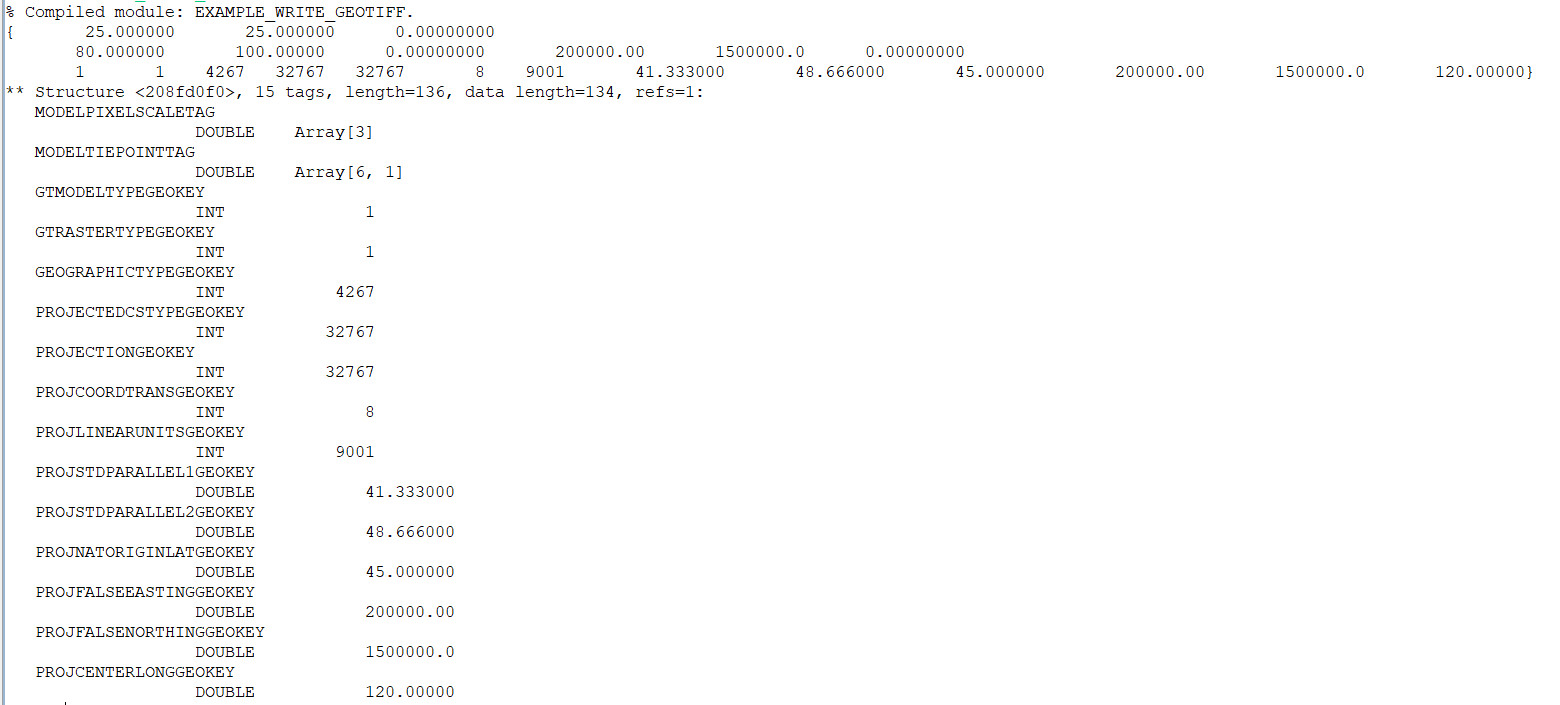 % Compiled module: EXAMPLE_WRITE_GEOTIFF.
{       25.000000       25.000000      0.00000000
       80.000000       100.00000      0.00000000       200000.00       1500000.0      0.00000000
       1       1    4267   32767   32767       8    9001       41.333000       48.666000       45.000000       200000.00       1500000.0       120.00000}
** Structure <208fd0f0>, 15 tags, length=136, data length=134, refs=1:
   MODELPIXELSCALETAG
                   DOUBLE    Array[3]
   MODELTIEPOINTTAG
                   DOUBLE    Array[6, 1]
   GTMODELTYPEGEOKEY
                   INT              1
   GTRASTERTYPEGEOKEY
                   INT              1
   GEOGRAPHICTYPEGEOKEY
                   INT           4267
   PROJECTEDCSTYPEGEOKEY
                   INT          32767
   PROJECTIONGEOKEY
                   INT          32767
   PROJCOORDTRANSGEOKEY
                   INT              8
   PROJLINEARUNITSGEOKEY
                   INT           9001
   PROJSTDPARALLEL1GEOKEY
                   DOUBLE           41.333000
   PROJSTDPARALLEL2GEOKEY
                   DOUBLE           48.666000
   PROJNATORIGINLATGEOKEY
                   DOUBLE           45.000000
   PROJFALSEEASTINGGEOKEY
                   DOUBLE           200000.00
   PROJFALSENORTHINGGEOKEY
                   DOUBLE           1500000.0
   PROJCENTERLONGGEOKEY
                   DOUBLE           120.00000